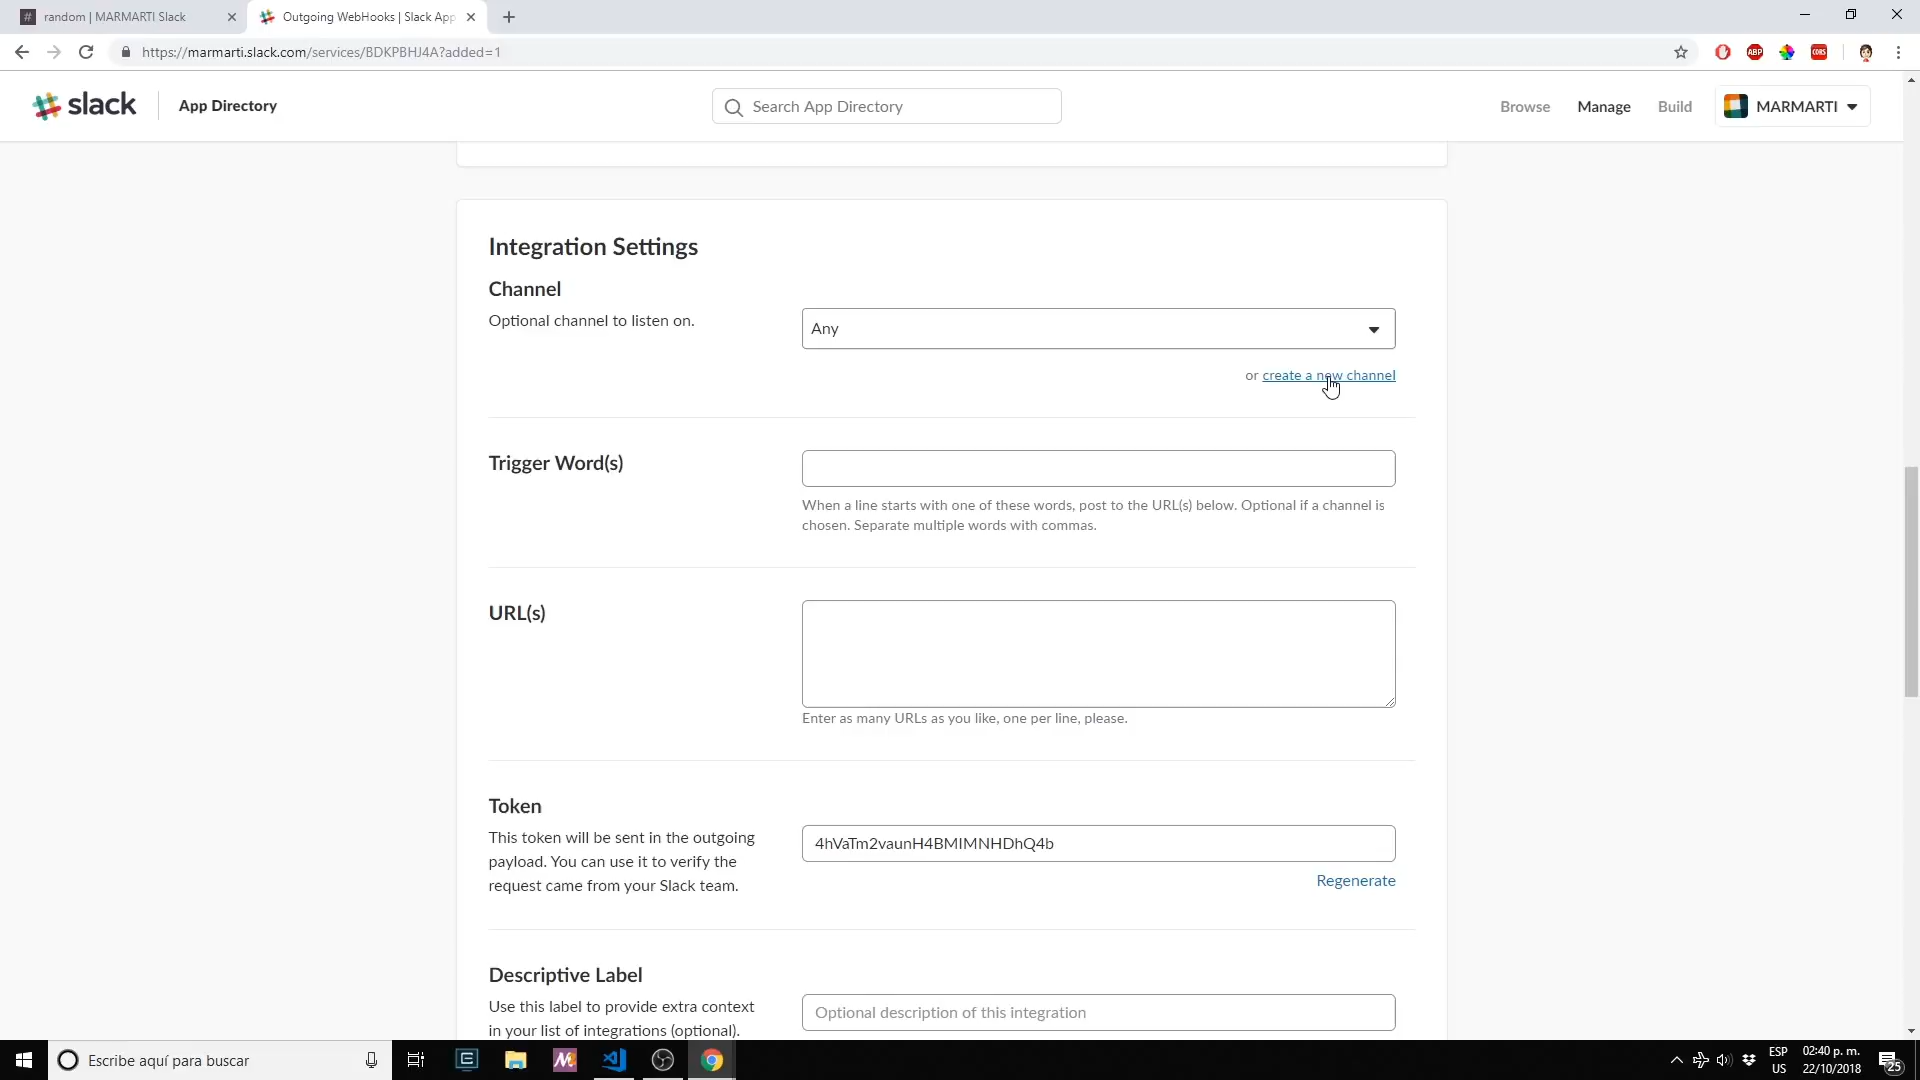 random | MARMARTI Slack
Outgoing WebHooks | Slack App
https://marmarti.slack.com/services/BDKPBHJ4A?added=1
ABP
CORS
slack
App Directory
Search App Directory
Browse
Manage
Build
MARMARTI
Integration Settings
Channel
Optional channel to listen on.
Any
or create a new channel
Trigger Word(s)
When a line starts with one of these words, post to the URL(s) below. Optional if a channel is
chosen. Separate multiple words with commas.
URL(s)
Enter as many URLs as you like, one per line, please.
Token
This token will be sent in the outgoing
payload. You can use it to verify the
request came from your Slack team.
4hVaTm2vaunH4BMIMNHDhQ4b
Regenerate
Descriptive Label
Use this label to provide extra context
in your list of integrations (optional).
Optional description of this integration
Escribe aquí para buscar
ESP
US
02:40 p. m.
22/10/2018
25